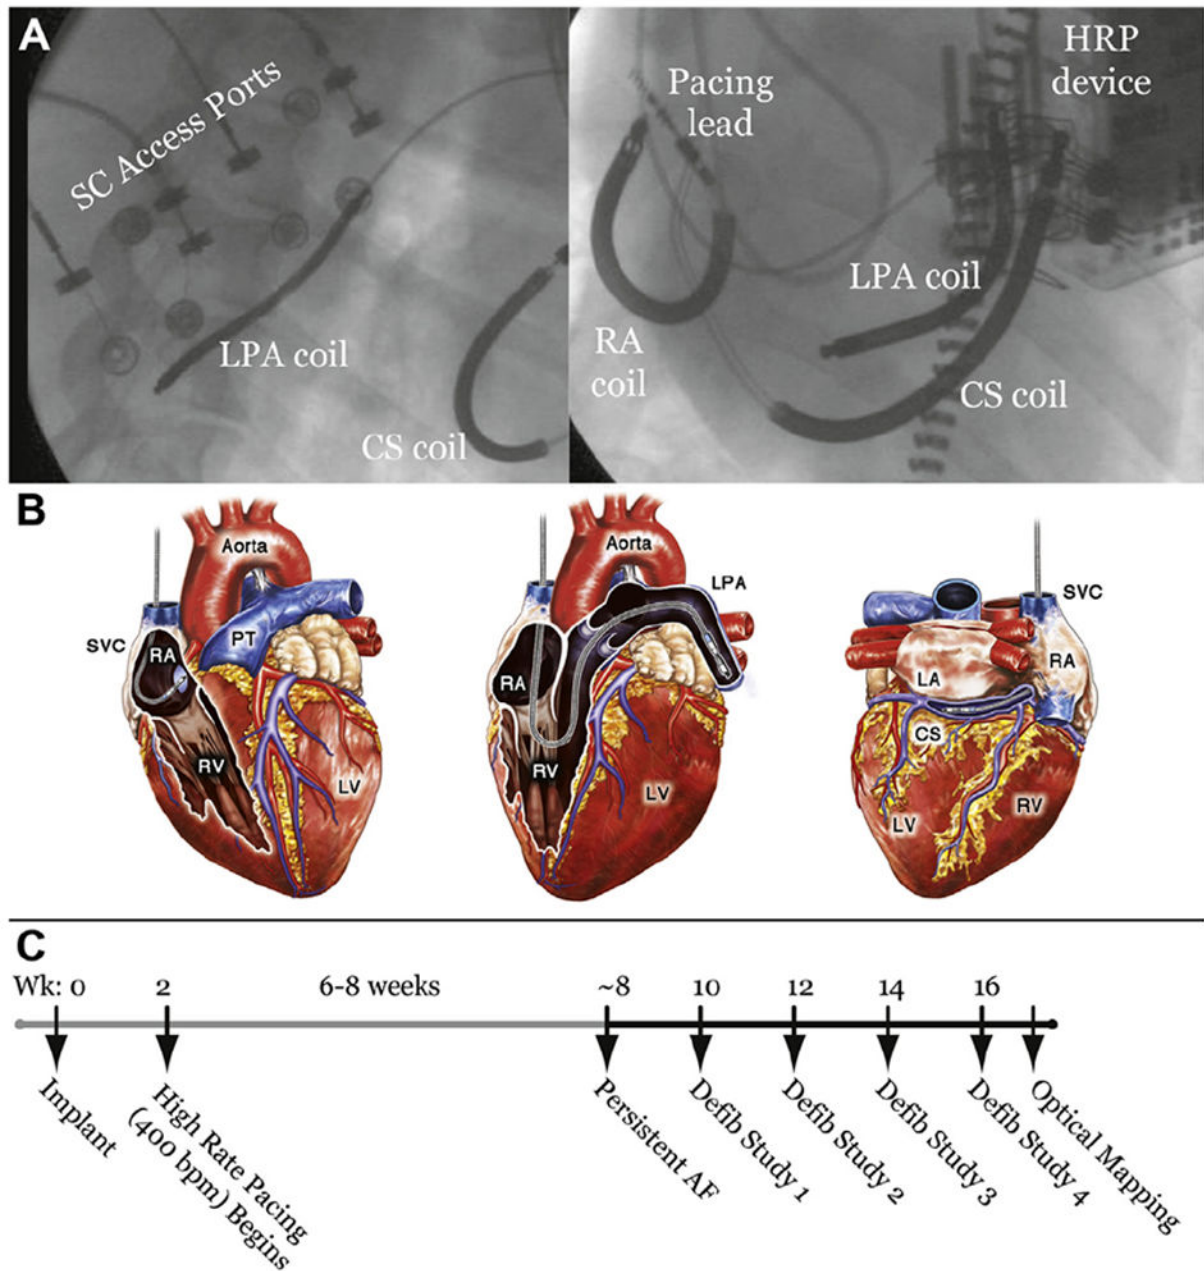 A
SC Access Ports
LPA coil
CS coil
Pacing
lead
HRP
device
RA
coil
LPA coil
CS coil
B
Aorta
SVC
RA
PT
RV
LV
Aorta
LPA
RA
RV
LV
SVC
RA
LA
CS
LV
RV
C
Wk: 0 2 6-8 weeks ~8 10 12 14 16
Implant
High Rate Pacing
(400 bpm) Begins
Persistent AF
Defib Study 1
Defib Study 2
Defib Study 3
Defib Study 4
Optical Mapping